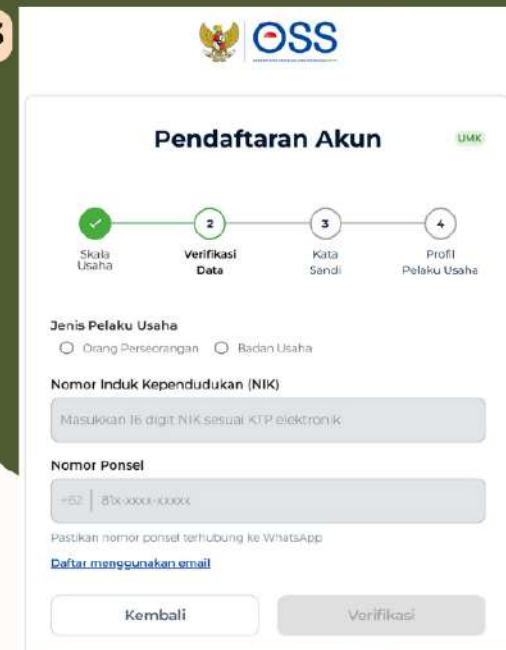 OSS
Pendaftaran Akun
UMK
2
3
4
Skala
Usaha
Verifikasi
Data
Kata
Sandi
Profil
Pelaku Usaha
Jenis Pelaku Usaha
Orang Perseorangan
Badan Usaha
Nomor Induk Kependudukan (NIK)
Masukkan 16 digit NIK sesuai KTP elektronik
Nomor Ponsel
+62 81x-xxxx-xxxxx
Pastikan nomor ponsel terhubung ke WhatsApp
Daftar menggunakan email
Kembali
Verifikasi